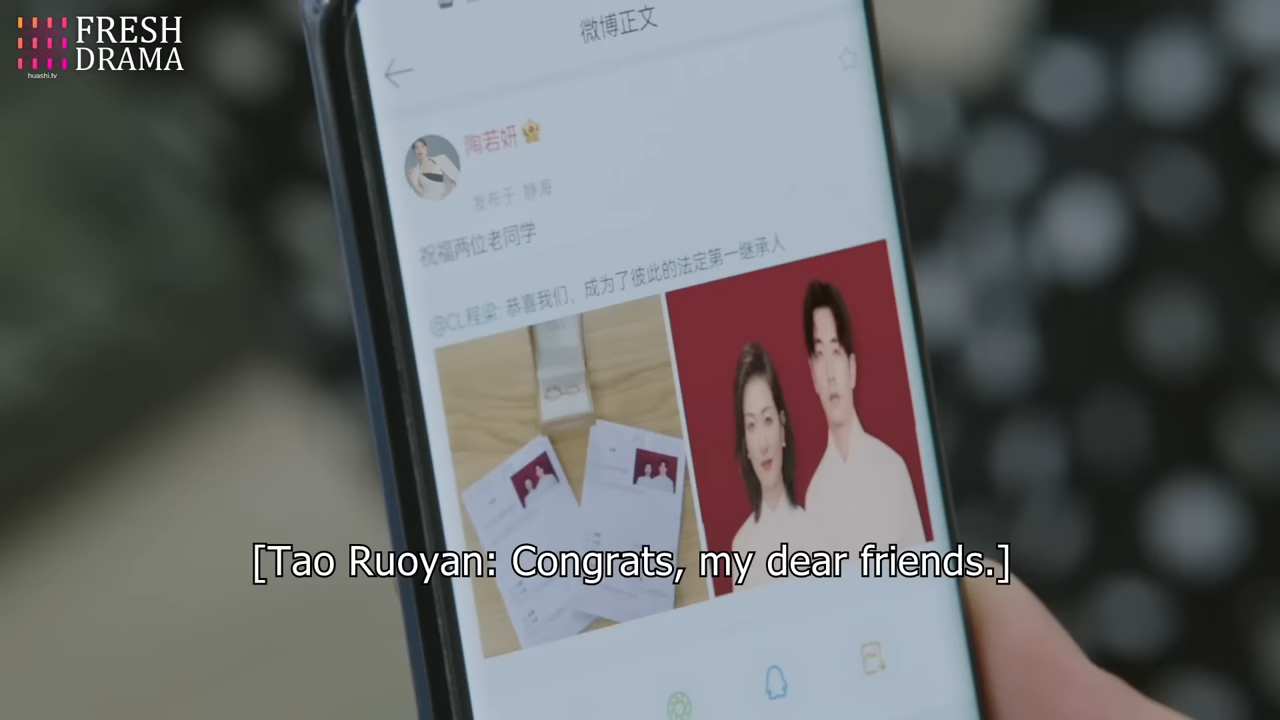 FRESH
DRAMA
huashi.tv
微博正文
陶若妍
发布于 静海
祝福两位老同学
@CL程梁: 恭喜我们，成为了彼此的法定第一继承人
[Tao Ruoyan: Congrats, my dear friends.]